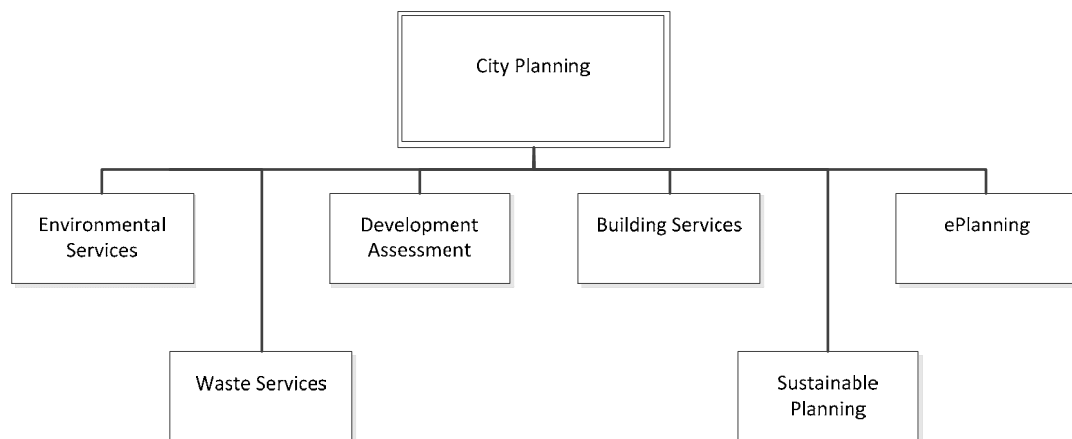 City Planning
Environmental
Services
Development
Assessment
Building Services
ePlanning
Waste Services
Sustainable
Planning